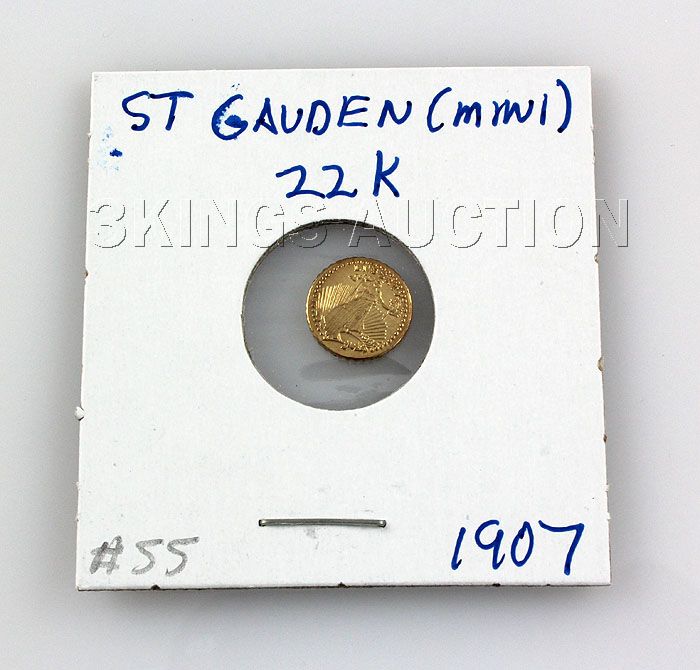 ST GAUDEN (mini)
22K
3KINGS AUCTION
#55
1907